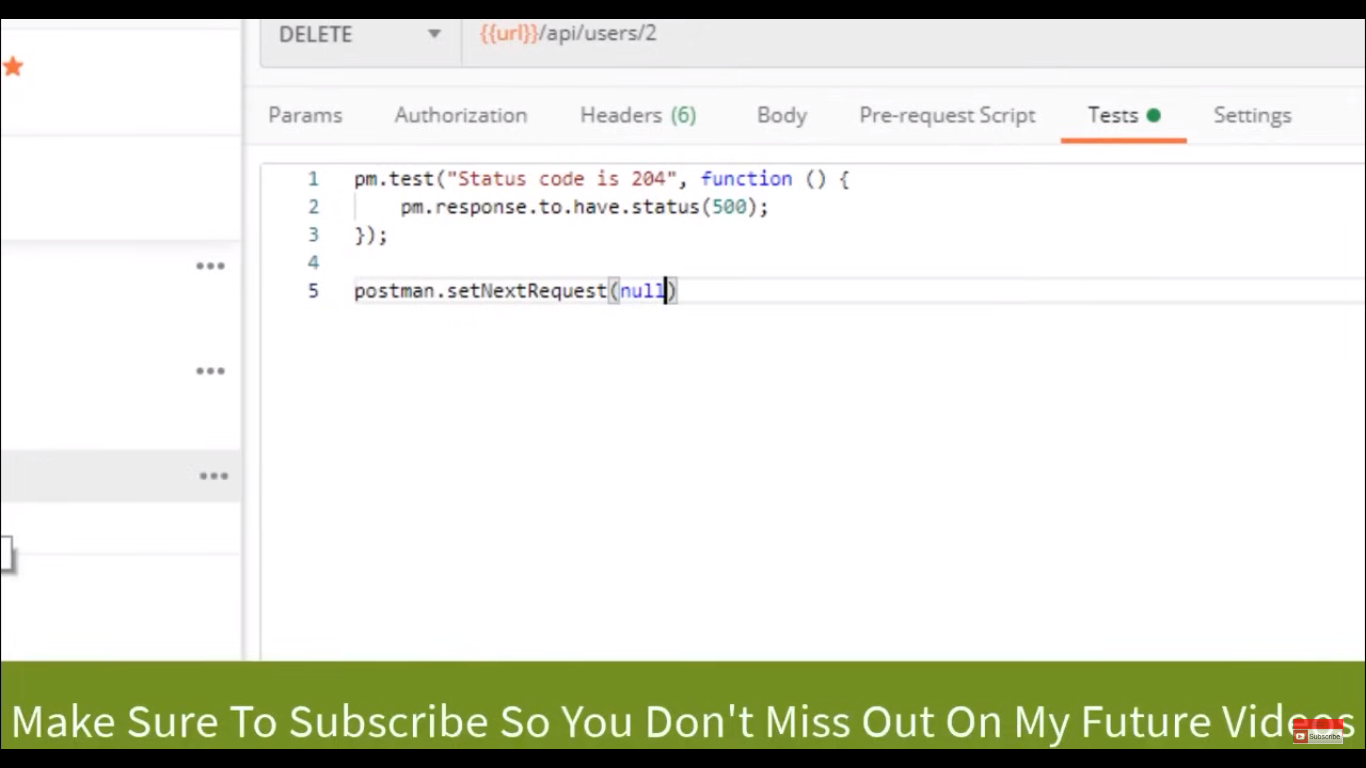 DELETE {{url}}/api/users/2
Params Authorization Headers (6) Body Pre-request Script Tests Settings
1 pm.test("Status code is 204", function () {
2 pm.response.to.have.status(500);
3 });
4
5 postman.setNextRequest(null)
Make Sure To Subscribe So You Don't Miss Out On My Future Videos
Subscribe